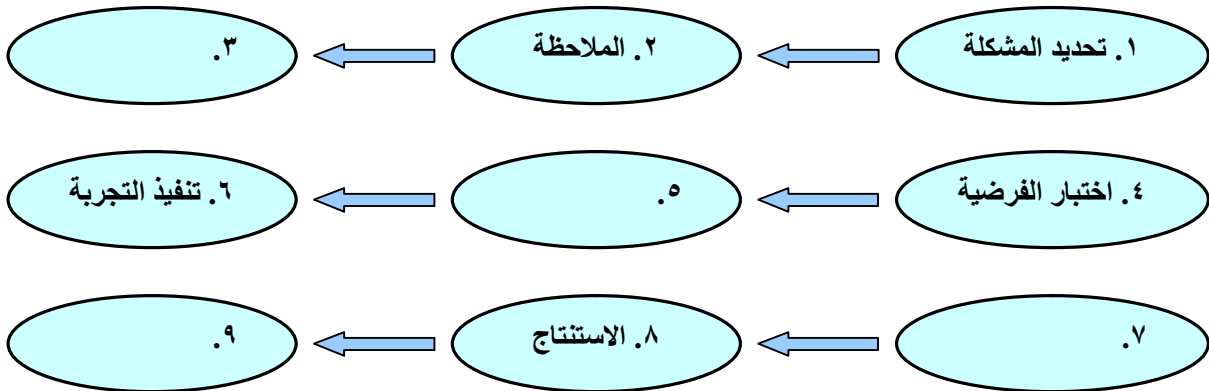 ١. تحديد المشكلة
٢. الملاحظة
٣.
٤. اختبار الفرضية
٥.
٦. تنفيذ التجربة
٧.
٨. الاستنتاج
٩.